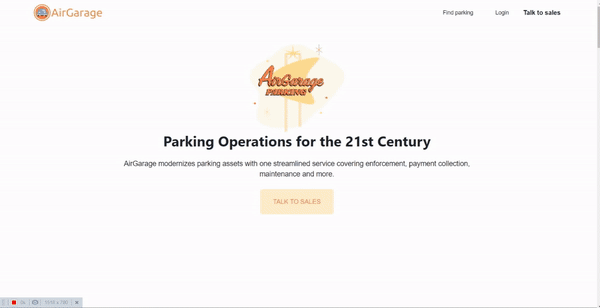 AirGarage
Find parking
Login
Talk to sales
AirGarage
PARKING
Parking Operations for the 21st Century
AirGarage modernizes parking assets with one streamlined service covering enforcement, payment collection,
maintenance and more.
TALK TO SALES